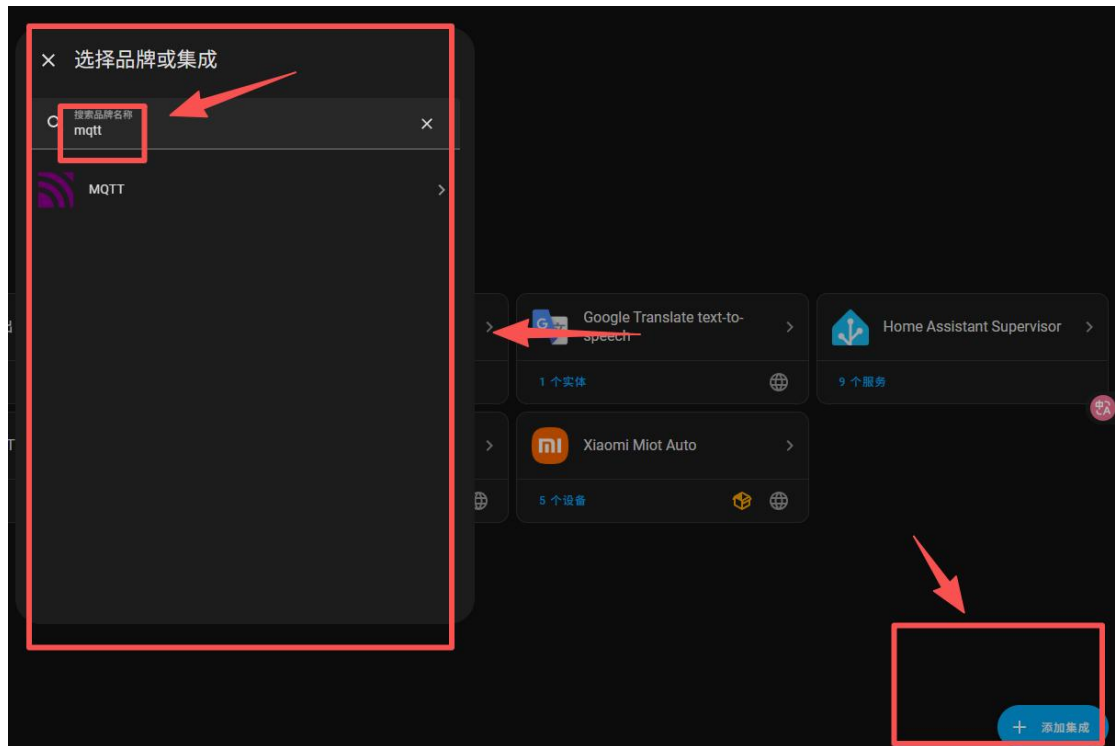 选择品牌或集成
搜索品牌名称
mqtt
MQTT
Google Translate text-to-
speech
1 个实体
Home Assistant Supervisor
9 个服务
Xiaomi Miot Auto
5 个设备
中A
添加集成